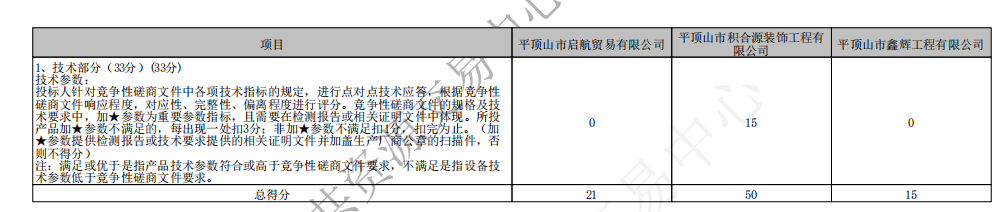 项目 平顶山市启航贸易有限公司 平顶山市积合源装饰工程有限公司 平顶山市鑫辉工程有限公司
1、技术部分（33分）(33分)
技术参数：
投标人针对竞争性磋商文件中各项技术指标的规定，进行点对点技术应答，根据竞争性
磋商文件响应程度，对应性、完整性、偏离程度进行评分。竞争性磋商文件的规格及技
术要求中，加★参数为重要参数指标，且需要在检测报告或相关证明文件中体现。所投
产品加★参数不满足的，每出现一处扣3分；非加★参数不满足扣1分，扣完为止。（加
★参数提供检测报告或技术要求提供的相关证明文件并加盖生产厂商公章的扫描件，否
则不得分）
注：满足或优于是指产品技术参数符合或高于竞争性磋商文件要求，不满足是指设备技
术参数低于竞争性磋商文件要求。
0 15 0
总得分 21 50 15
共资源交易中心
易中心